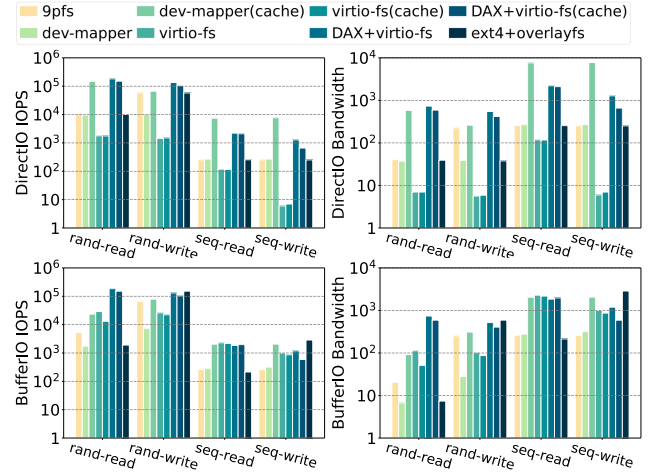 9pfs dev-mapper(cache) virtio-fs(cache) DAX+virtio-fs(cache)
dev-mapper virtio-fs DAX+virtio-fs ext4+overlayfs
DirectIO IOPS
10⁶
10⁵
10⁴
10³
10²
10
1
rand-read rand-write seq-read seq-write
DirectIO Bandwidth
10⁴
10³
10²
10
1
rand-read rand-write seq-read seq-write
BufferIO IOPS
10⁶
10⁵
10⁴
10³
10²
10
1
rand-read rand-write seq-read seq-write
BufferIO Bandwidth
10⁴
10³
10²
10
1
rand-read rand-write seq-read seq-write